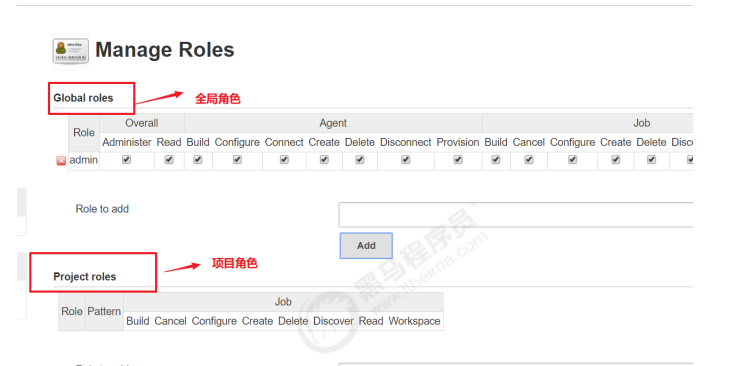 Manage Roles
Global roles
全局角色
Role Overall Agent Job
Administer Read Build Configure Connect Create Delete Disconnect Provision Build Cancel Configure Create Delete
admin
Role to add
Add
黑马程序员
www.itheima.com
Project roles
项目角色
Role Pattern Job
Build Cancel Configure Create Delete Discover Read Workspace